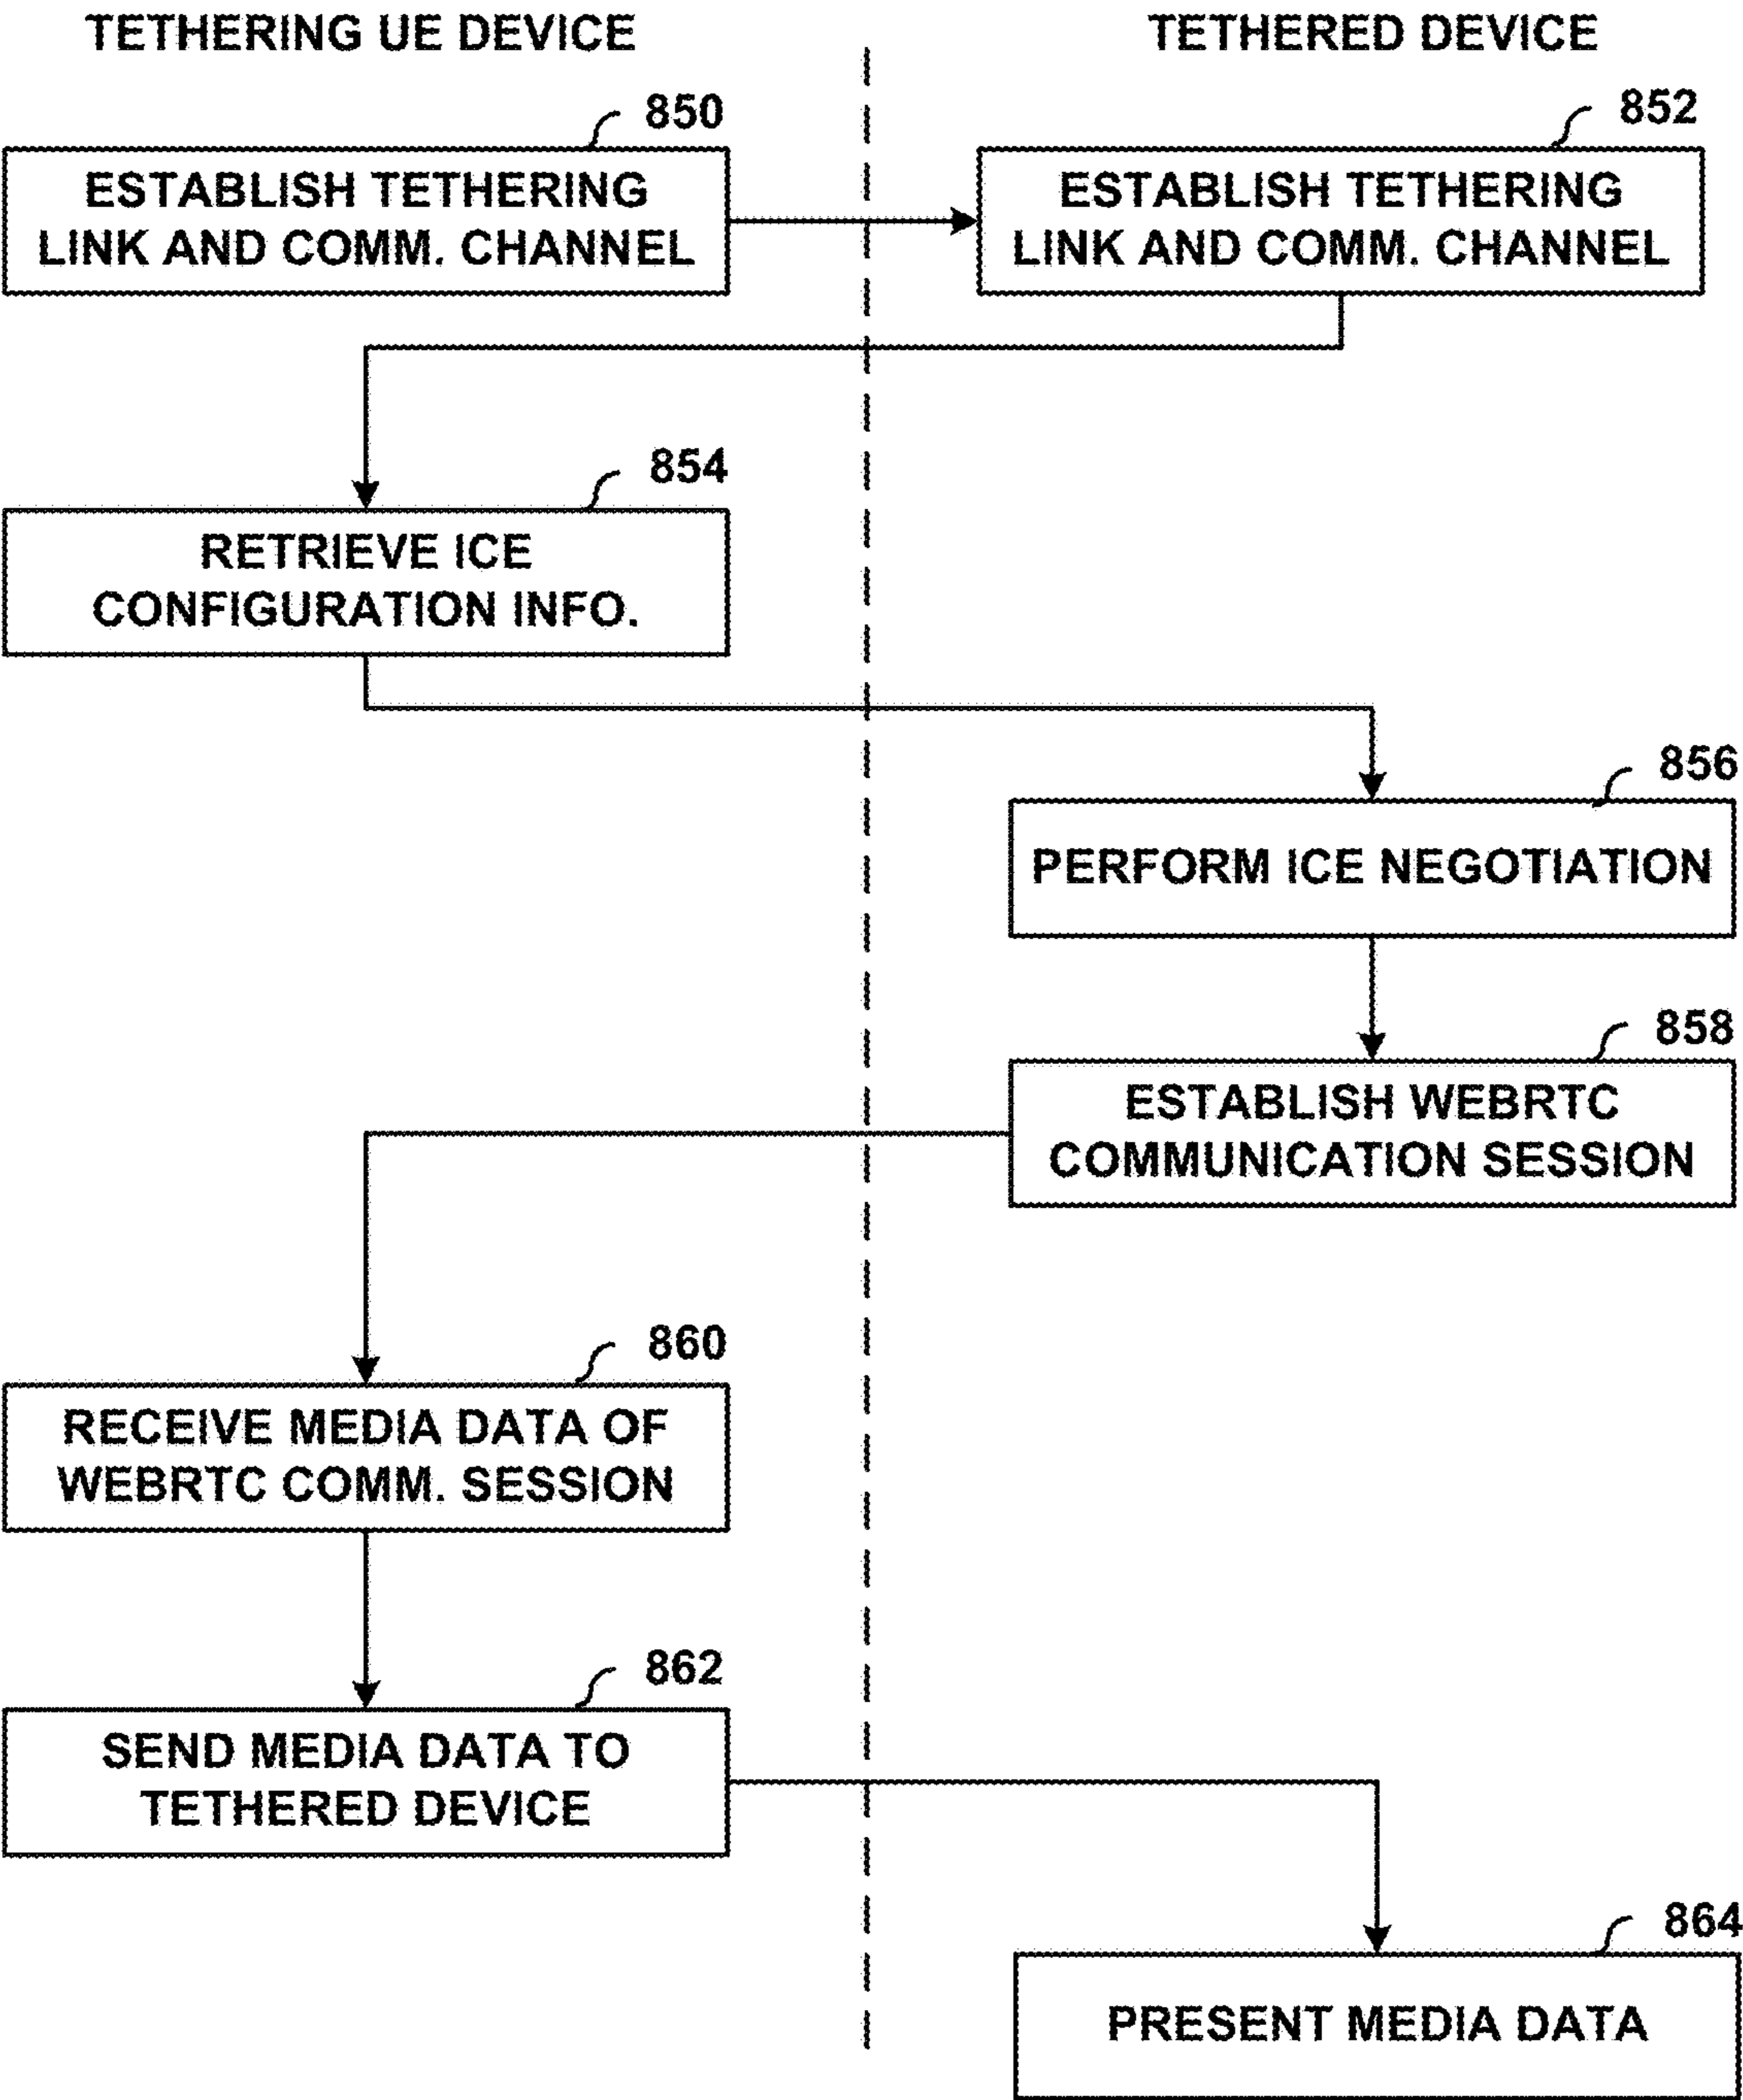 TETHERING UE DEVICE
TETHERED DEVICE
850
852
ESTABLISH TETHERING
LINK AND COMM. CHANNEL
ESTABLISH TETHERING
LINK AND COMM. CHANNEL
854
RETRIEVE ICE
CONFIGURATION INFO.
856
PERFORM ICE NEGOTIATION
858
ESTABLISH WEBRTC
COMMUNICATION SESSION
860
RECEIVE MEDIA DATA OF
WEBRTC COMM. SESSION
862
SEND MEDIA DATA TO
TETHERED DEVICE
864
PRESENT MEDIA DATA